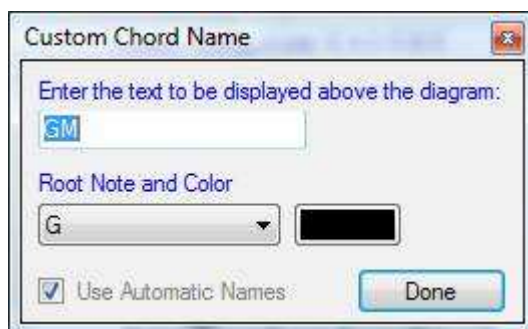 Custom Chord Name
Enter the text to be displayed above the diagram:
GM
Root Note and Color
G
Use Automatic Names
Done